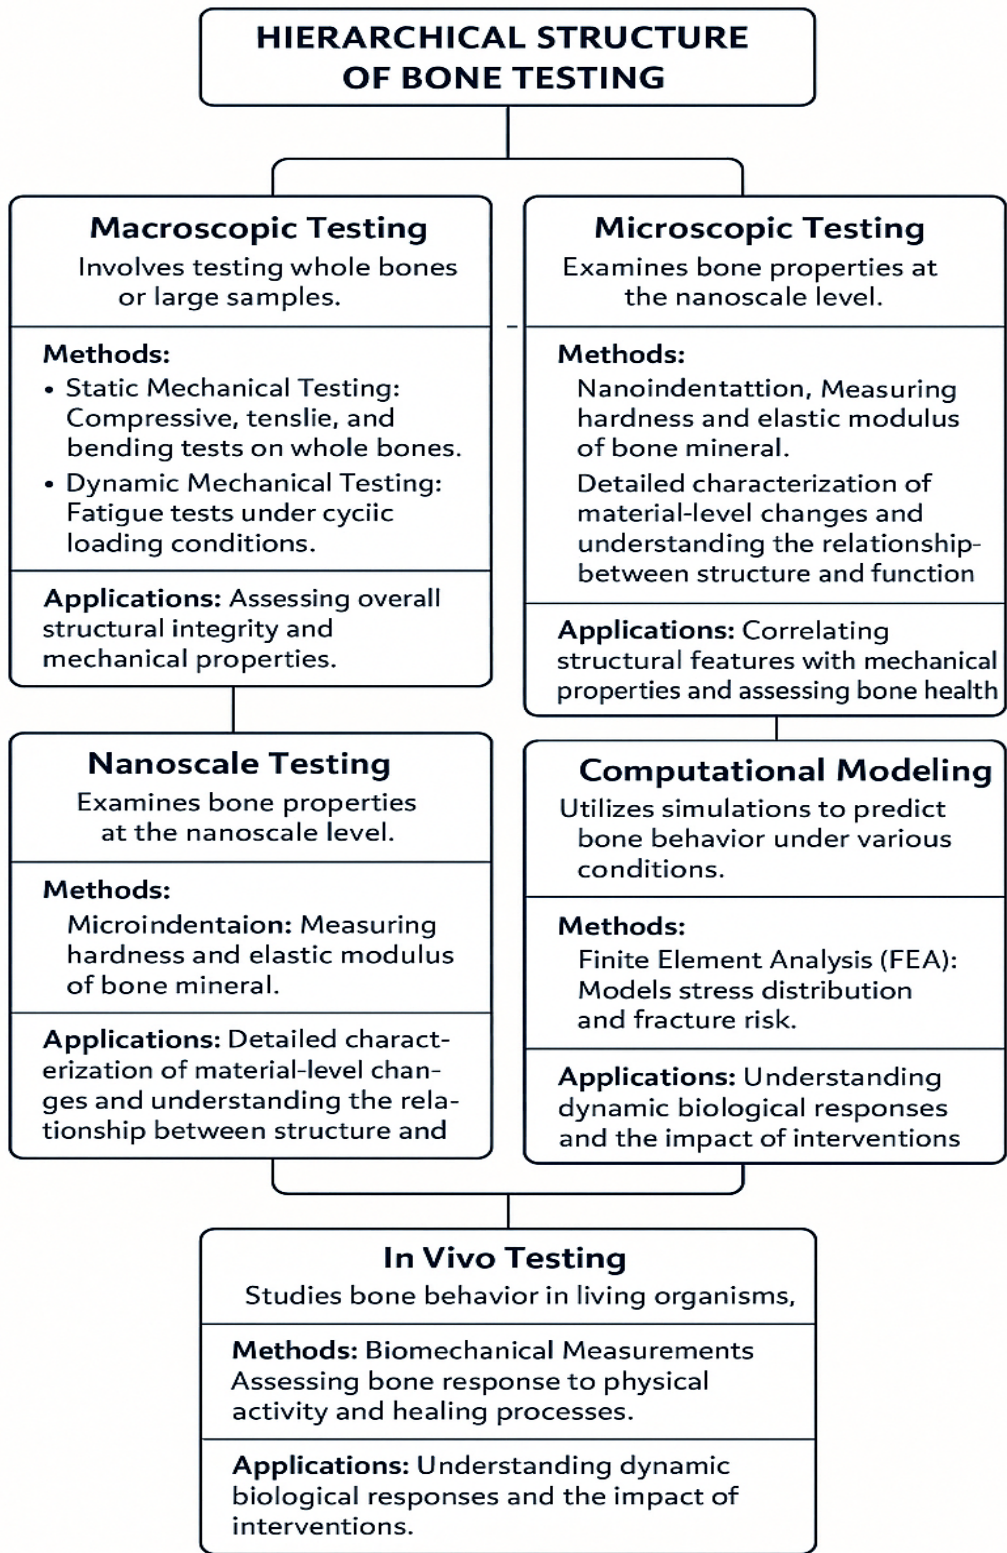 HIERARCHICAL STRUCTURE
OF BONE TESTING
Macroscopic Testing
Involves testing whole bones
or large samples.
Methods:
• Static Mechanical Testing:
Compressive, tenslie, and
bending tests on whole bones.
• Dynamic Mechanical Testing:
Fatigue tests under cyciic
loading conditions.
Applications: Assessing overall
structural integrity and
mechanical properties.
Microscopic Testing
Examines bone properties at
the nanoscale level.
Methods:
Nanoindentattion, Measuring
hardness and elastic modulus
of bone mineral.
Detailed characterization of
material-level changes and
understanding the relationship-
between structure and function
Applications: Correlating
structural features with mechanical
properties and assessing bone health
Nanoscale Testing
Examines bone properties
at the nanoscale level.
Methods:
Microindentaion: Measuring
hardness and elastic modulus
of bone mineral.
Applications: Detailed charact-
erization of material-level chan-
ges and understanding the rela-
tionship between structure and
Computational Modeling
Utilizes simulations to predict
bone behavior under various
conditions.
Methods:
Finite Element Analysis (FEA):
Models stress distribution
and fracture risk.
Applications: Understanding
dynamic biological responses
and the impact of interventions
In Vivo Testing
Studies bone behavior in living organisms,
Methods: Biomechanical Measurements
Assessing bone response to physical
activity and healing processes.
Applications: Understanding dynamic
biological responses and the impact of
interventions.